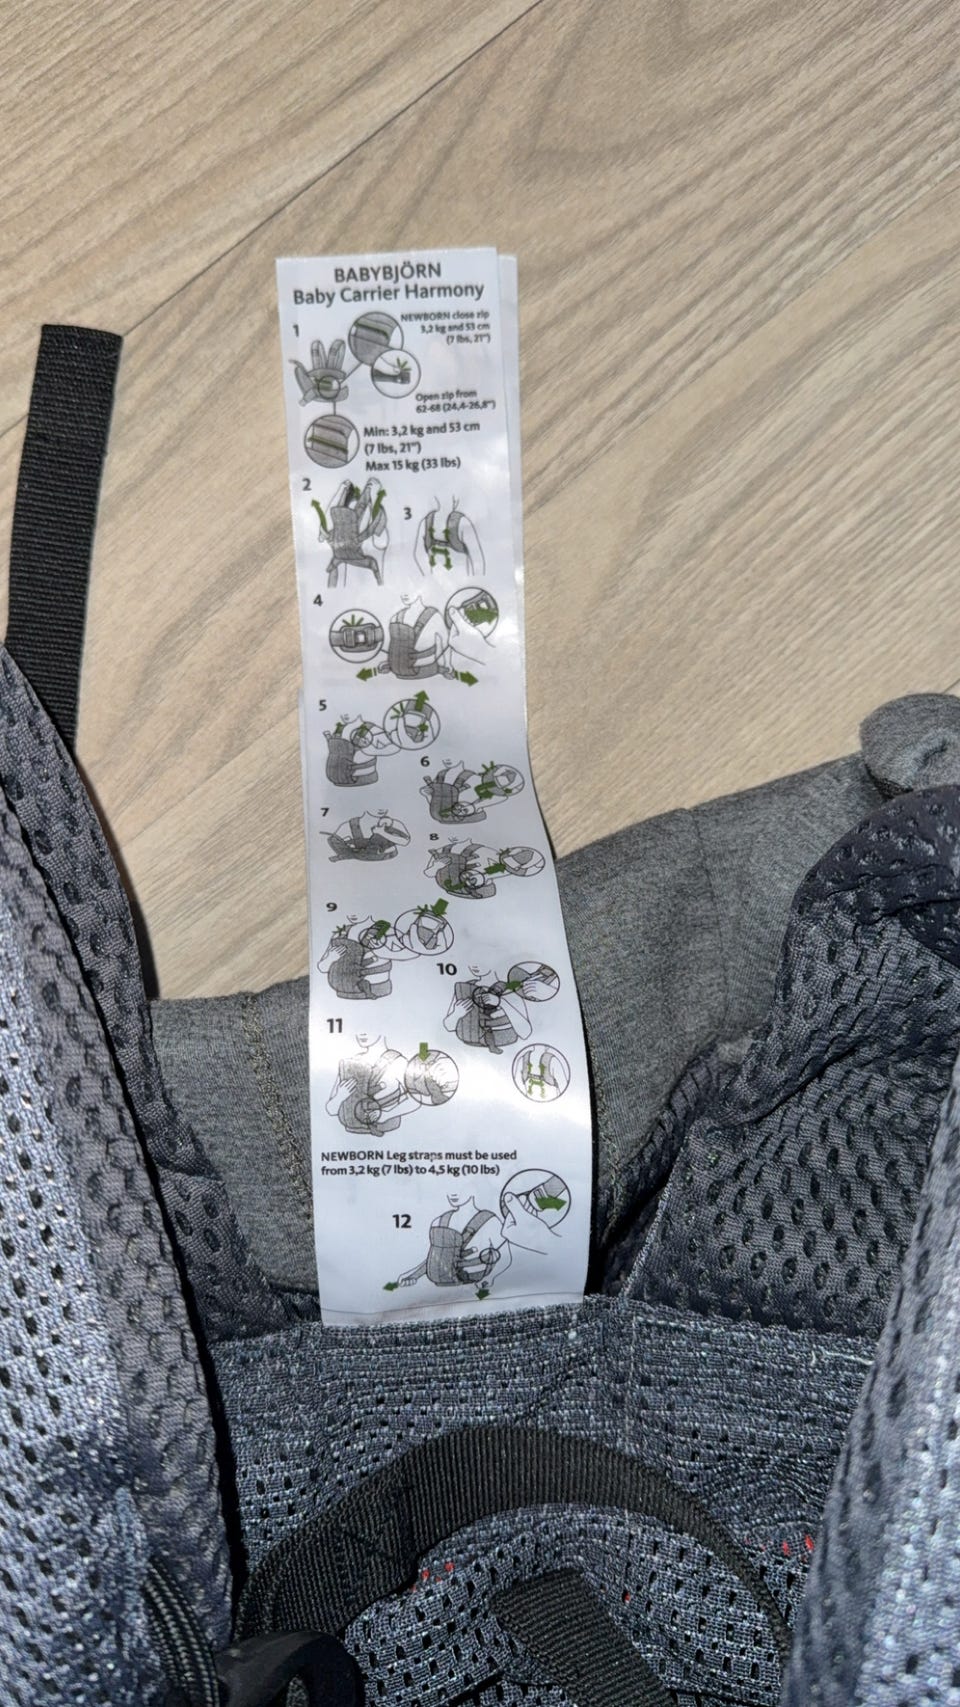 BABYBJÖRN
Baby Carrier Harmony
1
NEWBORN close zip
3,2 kg and 53 cm
(7 lbs, 21")
Open zip from
62-68 (24,4-26,8")
Min: 3,2 kg and 53 cm
(7 lbs, 21")
Max 15 kg (33 lbs)
2
3
4
5
6
7
8
9
10
11
NEWBORN Leg straps must be used
from 3,2 kg (7 lbs) to 4,5 kg (10 lbs)
12